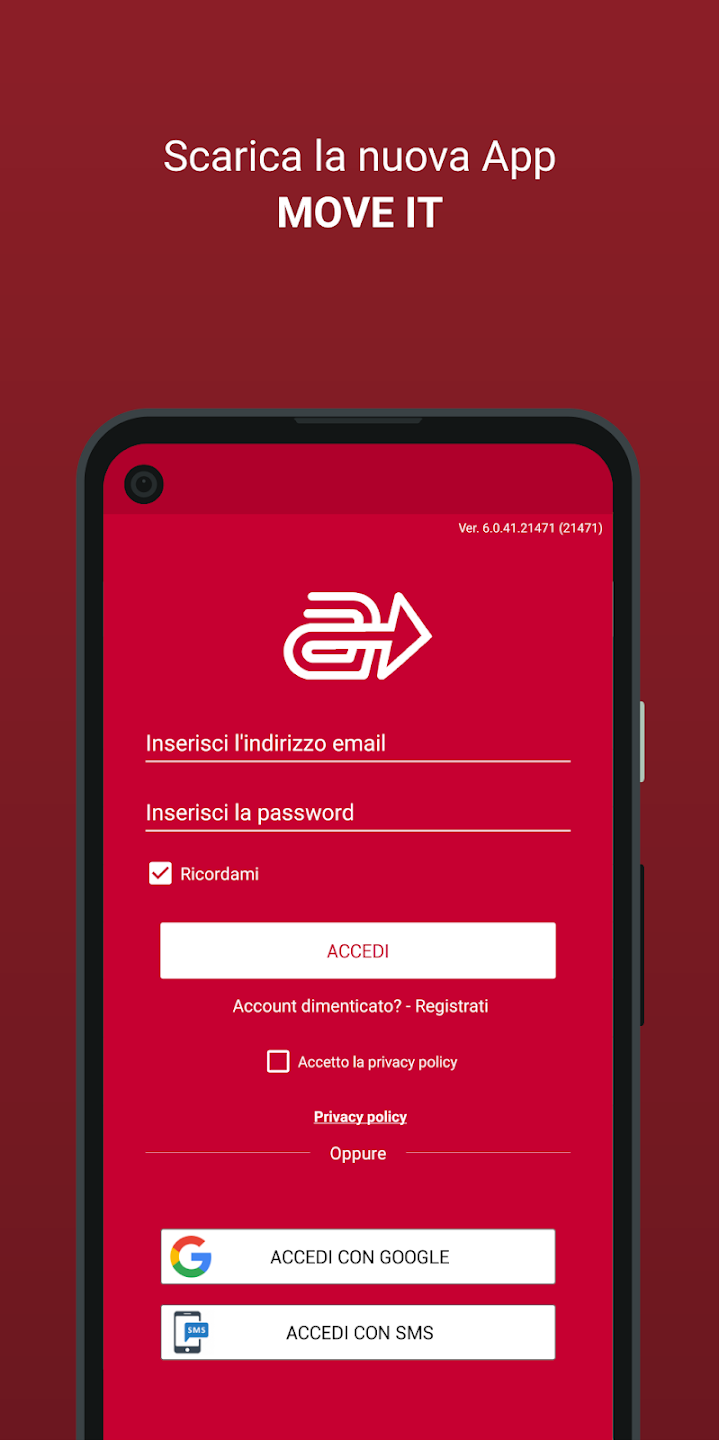 Scarica la nuova App
MOVE IT
Ver. 6.0.41.21471 (21471)
Inserisci l'indirizzo email
Inserisci la password
Ricordami
ACCEDI
Account dimenticato? - Registrati
Accetto la privacy policy
Privacy policy
Oppure
ACCEDI CON GOOGLE
SMS
ACCEDI CON SMS